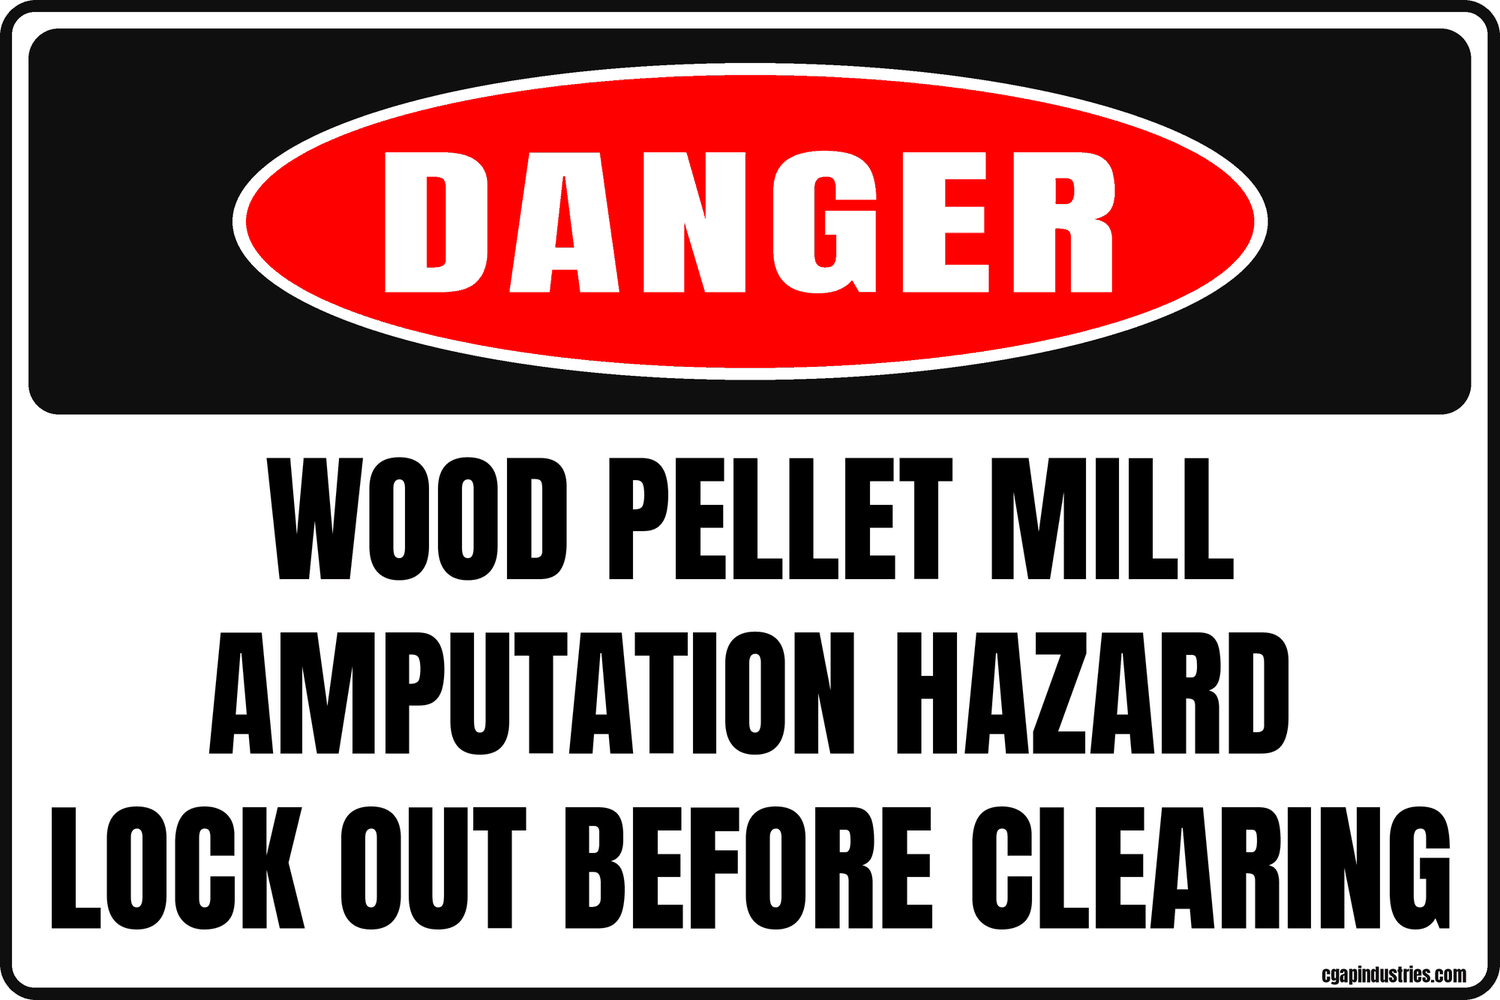 DANGER
WOOD PELLET MILL
AMPUTATION HAZARD
LOCK OUT BEFORE CLEARING
cgapindustries.com